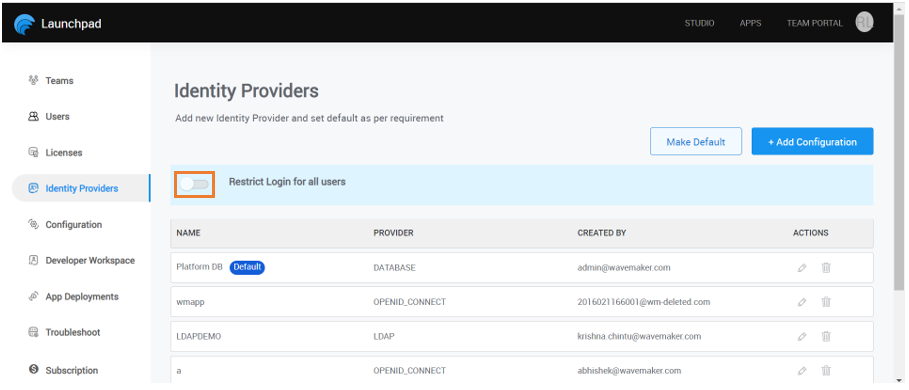 Launchpad
STUDIO APPS TEAM PORTAL
Teams
Users
Licenses
Identity Providers
Configuration
Developer Workspace
App Deployments
Troubleshoot
Subscription
Identity Providers
Add new Identity Provider and set default as per requirement
Make Default + Add Configuration
Restrict Login for all users
NAME PROVIDER CREATED BY ACTIONS
Platform DB Default DATABASE admin@wavemaker.com
wmapp OPENID_CONNECT 2016021166001@wm-deleted.com
LDAPDEMO LDAP krishna.chintu@wavemaker.com
a OPENID_CONNECT abhishek@wavemaker.com